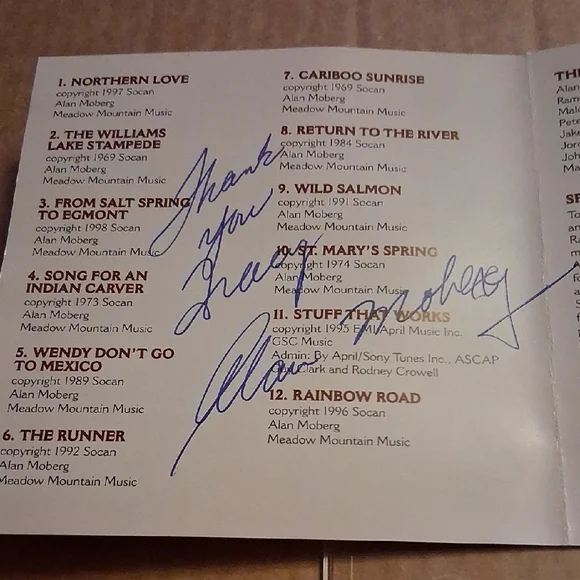 1. NORTHERN LOVE
copyright 1997 Socan
Alan Moberg
Meadow Mountain Music
2. THE WILLIAMS
LAKE STAMPEDE
copyright 1969 Socan
Alan Moberg
Meadow Mountain Music
3. FROM SALT SPRING
TO EGMONT
copyright 1998 Socan
Alan Moberg
Meadow Mountain Music
4. SONG FOR AN
INDIAN CARVER
copyright 1973 Socan
Alan Moberg
Meadow Mountain Music
5. WENDY DON'T GO
TO MEXICO
copyright 1989 Socan
Alan Moberg
Meadow Mountain Music
6. THE RUNNER
copyright 1992 Socan
Alan Moberg
Meadow Mountain Music
7. CARIBOO SUNRISE
copyright 1969 Socan
Alan Moberg
Meadow Mountain Music
8. RETURN TO THE RIVER
copyright 1984 Socan
Alan Moberg
Meadow Mountain Music
9. WILD SALMON
copyright 1991 Socan
Alan Moberg
Meadow Mountain Music
10. ST. MARY'S SPRING
copyright 1974 Socan
Alan Moberg
Meadow Mountain Music
11. STUFF THAT WORKS
copyright 1995 EMI/April Music Inc.
GSC Music
Admin: By April/Sony Tunes Inc., ASCAP
Guy Clark and Rodney Crowell
12. RAINBOW ROAD
copyright 1996 Socan
Alan Moberg
Meadow Mountain Music
Thank
you
Tracy
Alan Moberg